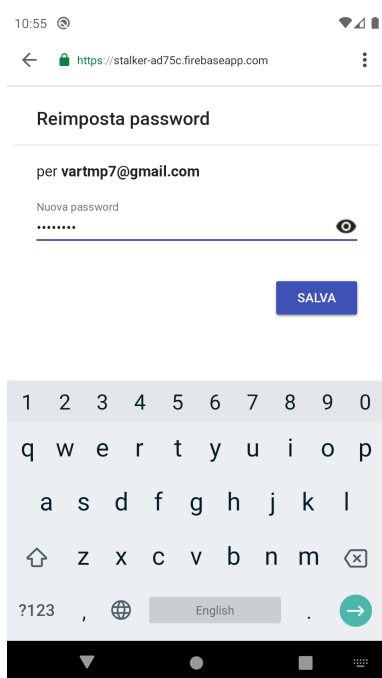 10:55
https://stalker-ad75c.firebaseapp.com
Reimposta password
per vartmp7@gmail.com
Nuova password
••••••••
SALVA
1 2 3 4 5 6 7 8 9 0
q w e r t y u i o p
a s d f g h j k l
z x c v b n m
?123 , English .